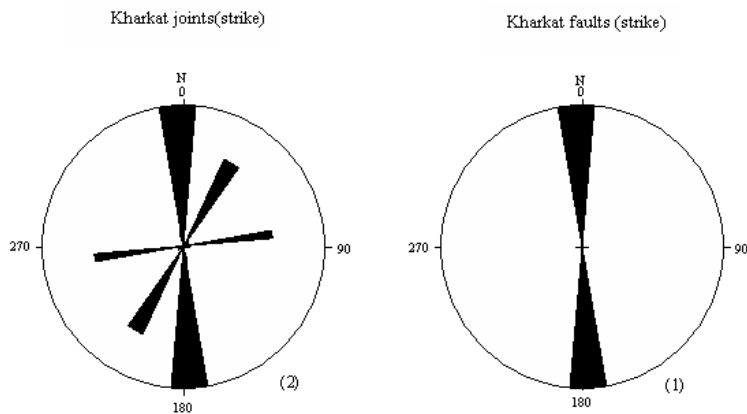 Kharkat joints(strike)
N
0
270
90
180
(2)
Kharkat faults (strike)
N
0
270
90
180
(1)